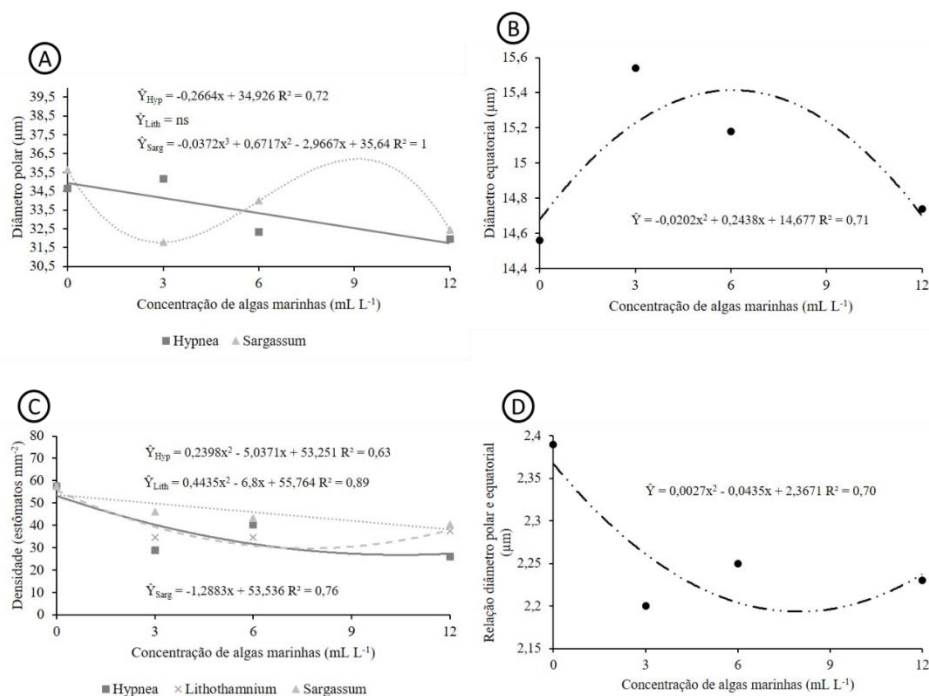 A
Diâmetro polar (µm)
39,5
38,5
37,5
36,5
35,5
34,5
33,5
32,5
31,5
30,5
ŶHyp = -0,2664x + 34,926 R² = 0,72
ŶLith = ns
ŶSarg = -0,0372x³ + 0,6717x² - 2,9667x + 35,64 R² = 1
0 3 6 9 12
Concentração de algas marinhas (mL L⁻¹)
Hypnea Sargassum
B
Diâmetro equatorial (µm)
15,6
15,4
15,2
15
14,8
14,6
14,4
Ŷ = -0,0202x² + 0,2438x + 14,677 R² = 0,71
0 3 6 9 12
Concentração de algas marinhas (mL L⁻¹)
C
Densidade (estômatos mm⁻²)
80
70
60
50
40
30
20
10
0
ŶHyp = 0,2398x² - 5,0371x + 53,251 R² = 0,63
ŶLith = 0,4435x² - 6,8x + 55,764 R² = 0,89
ŶSarg = -1,2883x + 53,536 R² = 0,76
0 3 6 9 12
Concentração de algas marinhas (mL L⁻¹)
Hypnea Lithothamnium Sargassum
D
Relação diâmetro polar e equatorial
(µm)
2,4
2,35
2,3
2,25
2,2
2,15
Ŷ = 0,0027x² - 0,0435x + 2,3671 R² = 0,70
0 3 6 9 12
Concentração de algas marinhas (mL L⁻¹)